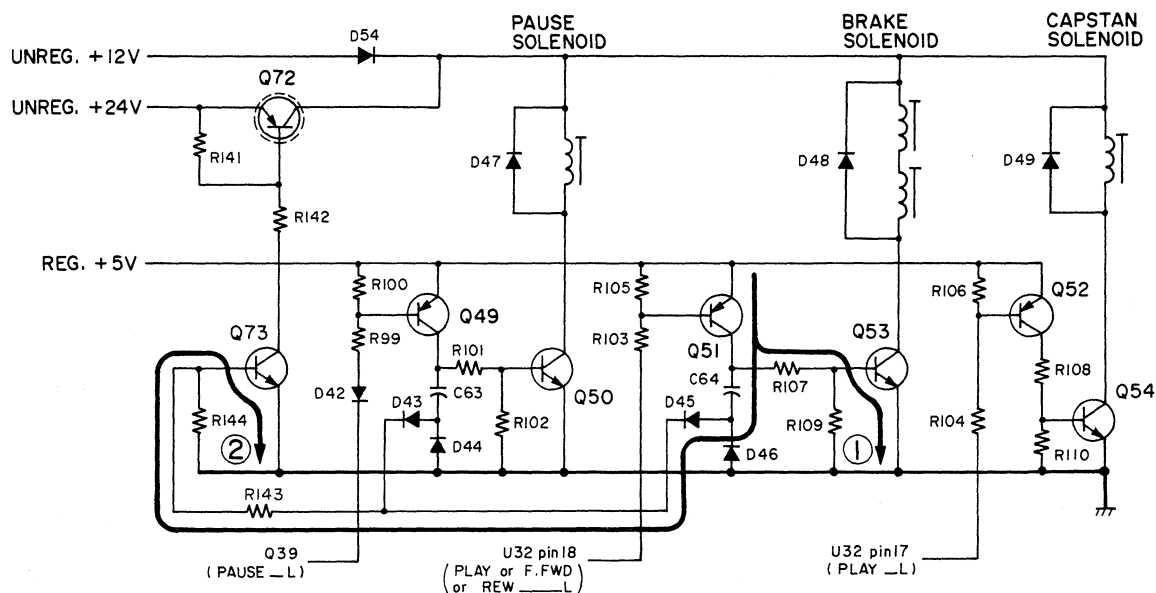 PAUSE
SOLENOID
BRAKE
SOLENOID
CAPSTAN
SOLENOID
D54
UNREG. +12V
Q72
UNREG. +24V
R141
D47
D48
D49
R142
REG. +5V
R100
R105
R106
Q52
Q49
Q73
R99
R103
Q51
Q53
R101
R108
C63
C64
R107
Q54
D42
D43
Q50
D45
R144
R102
R109
R104
② 
D44
D46
①
R110
R143
Q39
(PAUSE __L)
U32 pin18
(PLAY or F.FWD)
or REW ____L
U32 pin17
(PLAY __L)